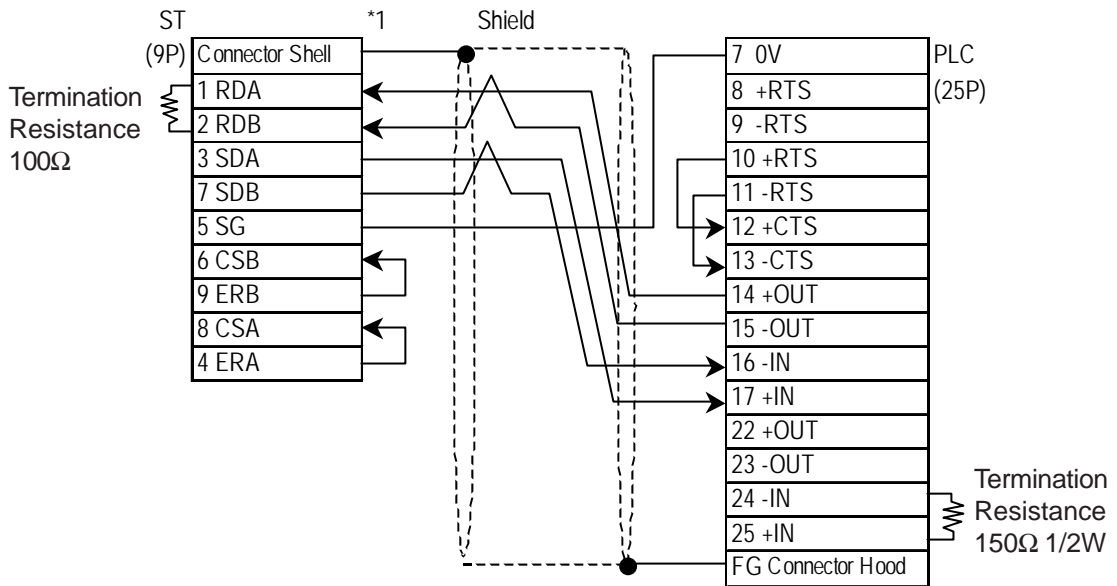 ST
(9P)
*1
Shield
Connector Shell
1 RDA
2 RDB
3 SDA
7 SDB
5 SG
6 CSB
9 ERB
8 CSA
4 ERA
Termination
Resistance
100Ω
7 0V
8 +RTS
9 -RTS
10 +RTS
11 -RTS
12 +CTS
13 -CTS
14 +OUT
15 -OUT
16 -IN
17 +IN
22 +OUT
23 -OUT
24 -IN
25 +IN
FG Connector Hood
PLC
(25P)
Termination
Resistance
150Ω 1/2W